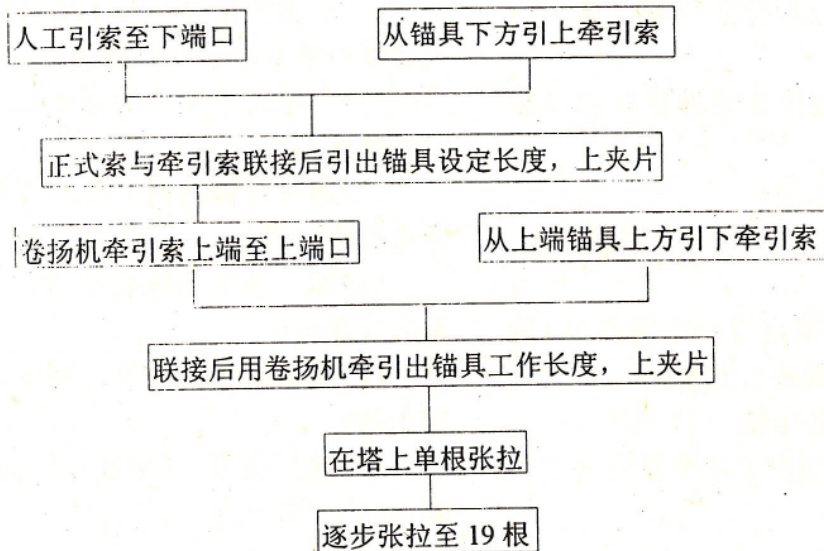 人工引索至下端口
从锚具下方引上牵引索
正式索与牵引索联接后引出锚具设定长度，上夹片
卷扬机牵引索上端至上端口
从上端锚具上方引下牵引索
联接后用卷扬机牵引出锚具工作长度，上夹片
在塔上单根张拉
逐步张拉至19根